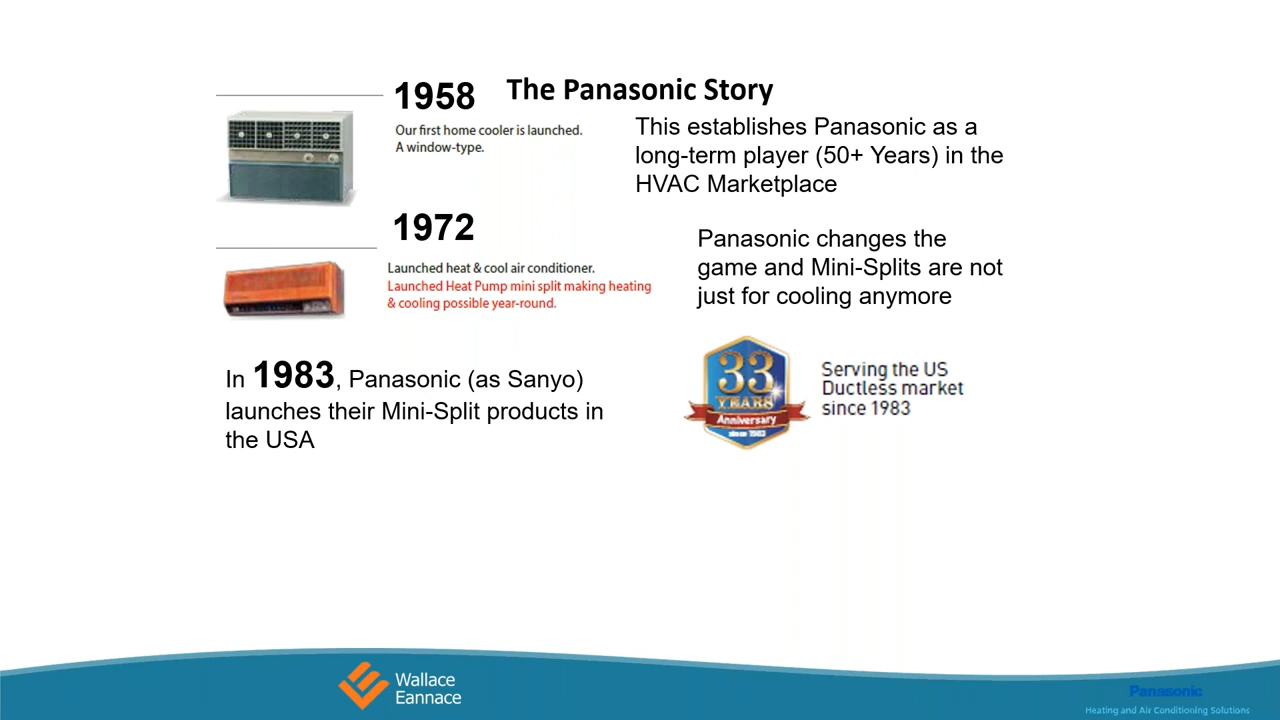 The Panasonic Story
1958
Our first home cooler is launched.
A window-type.
This establishes Panasonic as a
long-term player (50+ Years) in the
HVAC Marketplace
1972
Launched heat & cool air conditioner.
Launched Heat Pump mini split making heating
& cooling possible year-round.
Panasonic changes the
game and Mini-Splits are not
just for cooling anymore
In 1983, Panasonic (as Sanyo)
launches their Mini-Split products in
the USA
33
YEARS
Anniversary
since 1983
Serving the US
Ductless market
since 1983
Wallace
Eannace
Panasonic
Heating and Air Conditioning Solutions